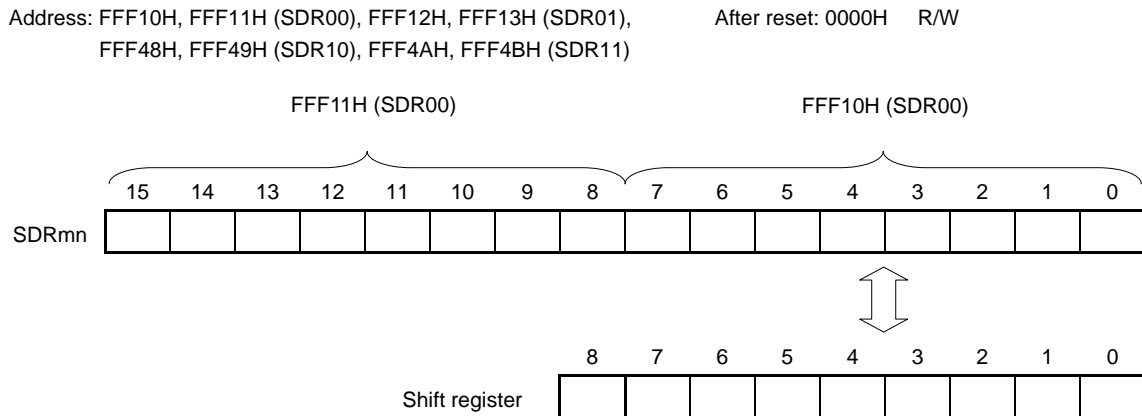 Address: FFF10H, FFF11H (SDR00), FFF12H, FFF13H (SDR01), After reset: 0000H R/W
FFF48H, FFF49H (SDR10), FFF4AH, FFF4BH (SDR11)
FFF11H (SDR00) FFF10H (SDR00)
15 14 13 12 11 10 9 8 7 6 5 4 3 2 1 0
SDRmn
8 7 6 5 4 3 2 1 0
Shift register